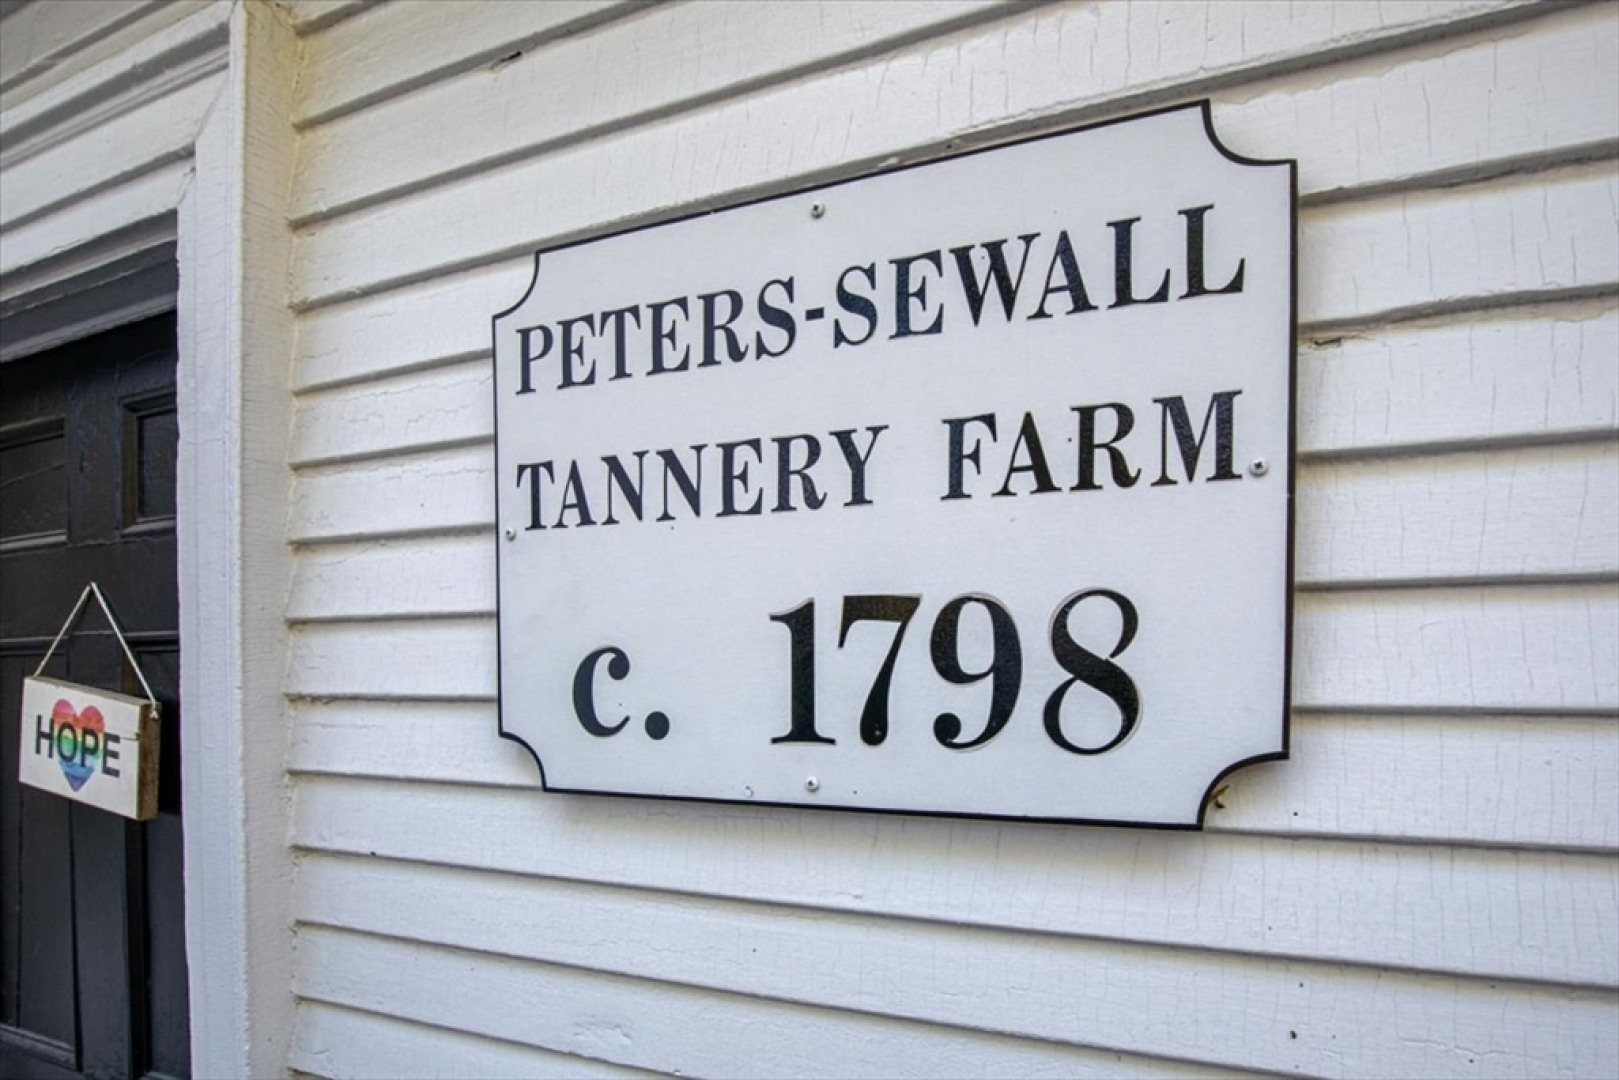 PETERS-SEWALL
TANNERY FARM
c. 1798
HOPE